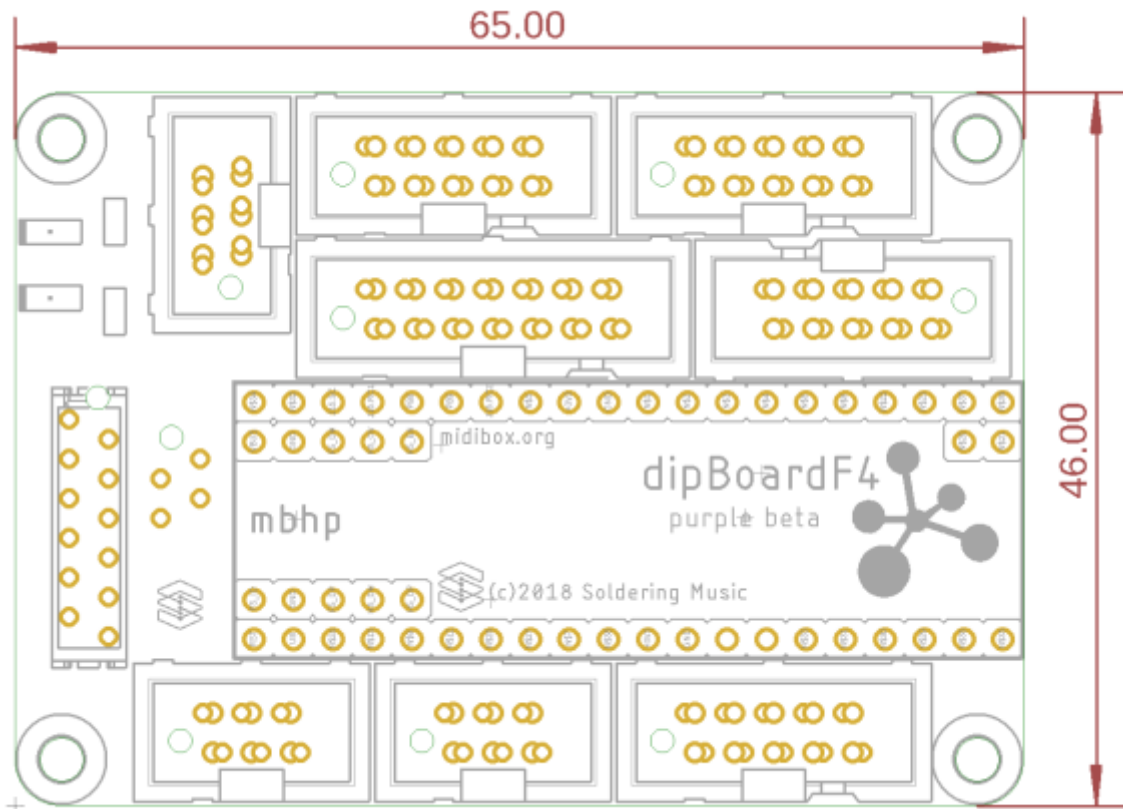 65.00
46.00
midibox.org
dipBoardF4
purple beta
mbhp
(c)2018 Soldering Music